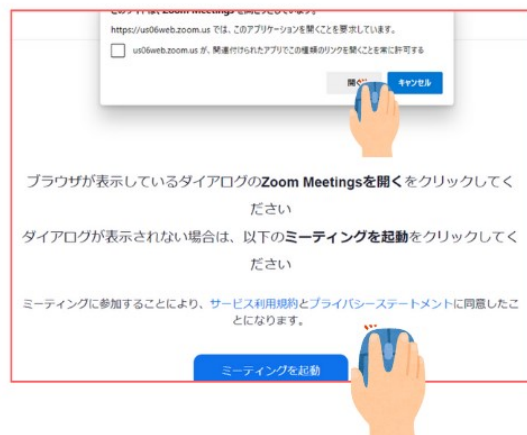 https://us06web.zoom.us では、このアプリケーションを開くことを要求しています。
us06web.zoom.us が、関連付けられたアプリでこの種類のリンクを開くことを常に許可する
開く キャンセル
ブラウザが表示しているダイアログのZoom Meetingsを開くをクリックしてく
ださい
ダイアログが表示されない場合は、以下のミーティングを起動をクリックしてく
ださい
ミーティングに参加することにより、サービス利用規約とプライバシーステートメントに同意したこ
とになります。
ミーティングを起動